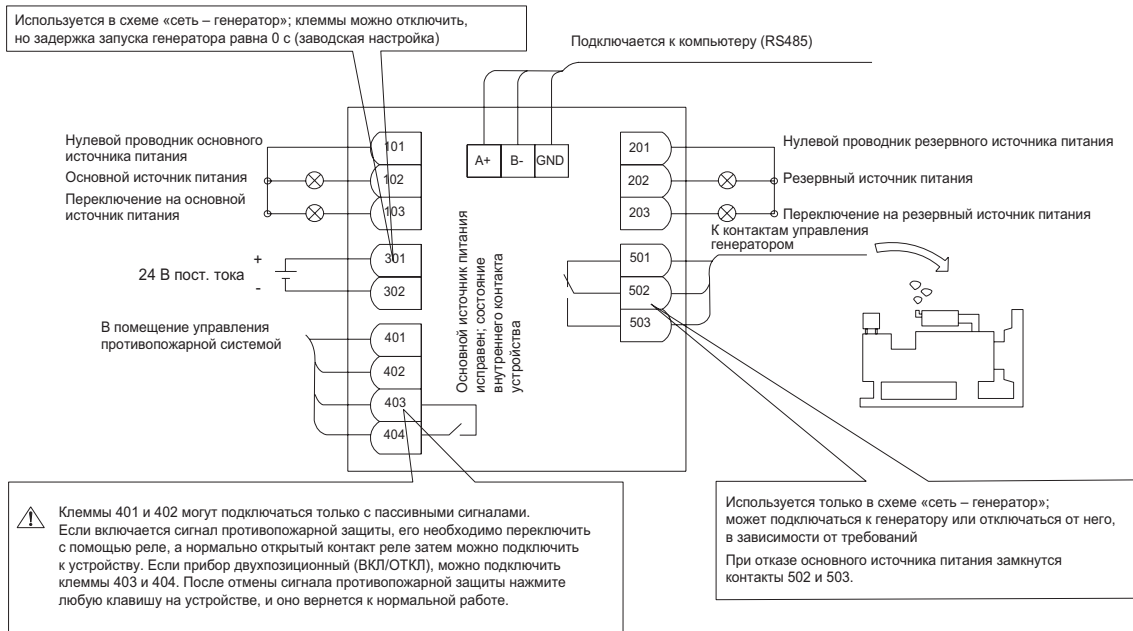 Используется в схеме «сеть – генератор»; клеммы можно отключить,
но задержка запуска генератора равна 0 с (заводская настройка)
Подключается к компьютеру (RS485)
Нулевой проводник основного
источника питания
Основной источник питания
Переключение на основной
источник питания
101
102
103
A+
B-
GND
201
202
203
Нулевой проводник резервного источника питания
Резервный источник питания
Переключение на резервный источник питания
К контактам управления
генератором
24 В пост. тока
+
-
301
302
501
502
503
В помещение управления
противопожарной системой
401
402
403
404
Основной источник питания
исправен; состояние
внутреннего контакта
устройства
Клеммы 401 и 402 могут подключаться только с пассивными сигналами.
Если включается сигнал противопожарной защиты, его необходимо переключить
с помощью реле, а нормально открытый контакт реле затем можно подключить
к устройству. Если прибор двухпозиционный (ВКЛ/ОТКЛ), можно подключить
клеммы 403 и 404. После отмены сигнала противопожарной защиты нажмите
любую клавишу на устройстве, и оно вернется к нормальной работе.
Используется только в схеме «сеть – генератор»;
может подключаться к генератору или отключаться от него,
в зависимости от требований
При отказе основного источника питания замкнутся
контакты 502 и 503.